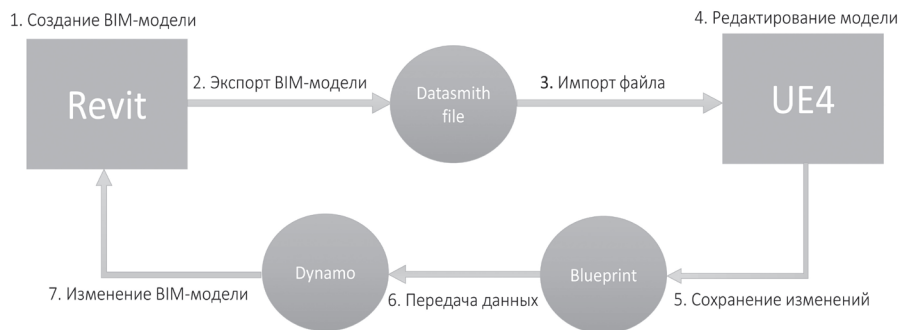 1. Создание BIM-модели
Revit
2. Экспорт BIM-модели
Datasmith
file
3. Импорт файла
4. Редактирование модели
UE4
5. Сохранение изменений
Blueprint
6. Передача данных
Dynamo
7. Изменение BIM-модели